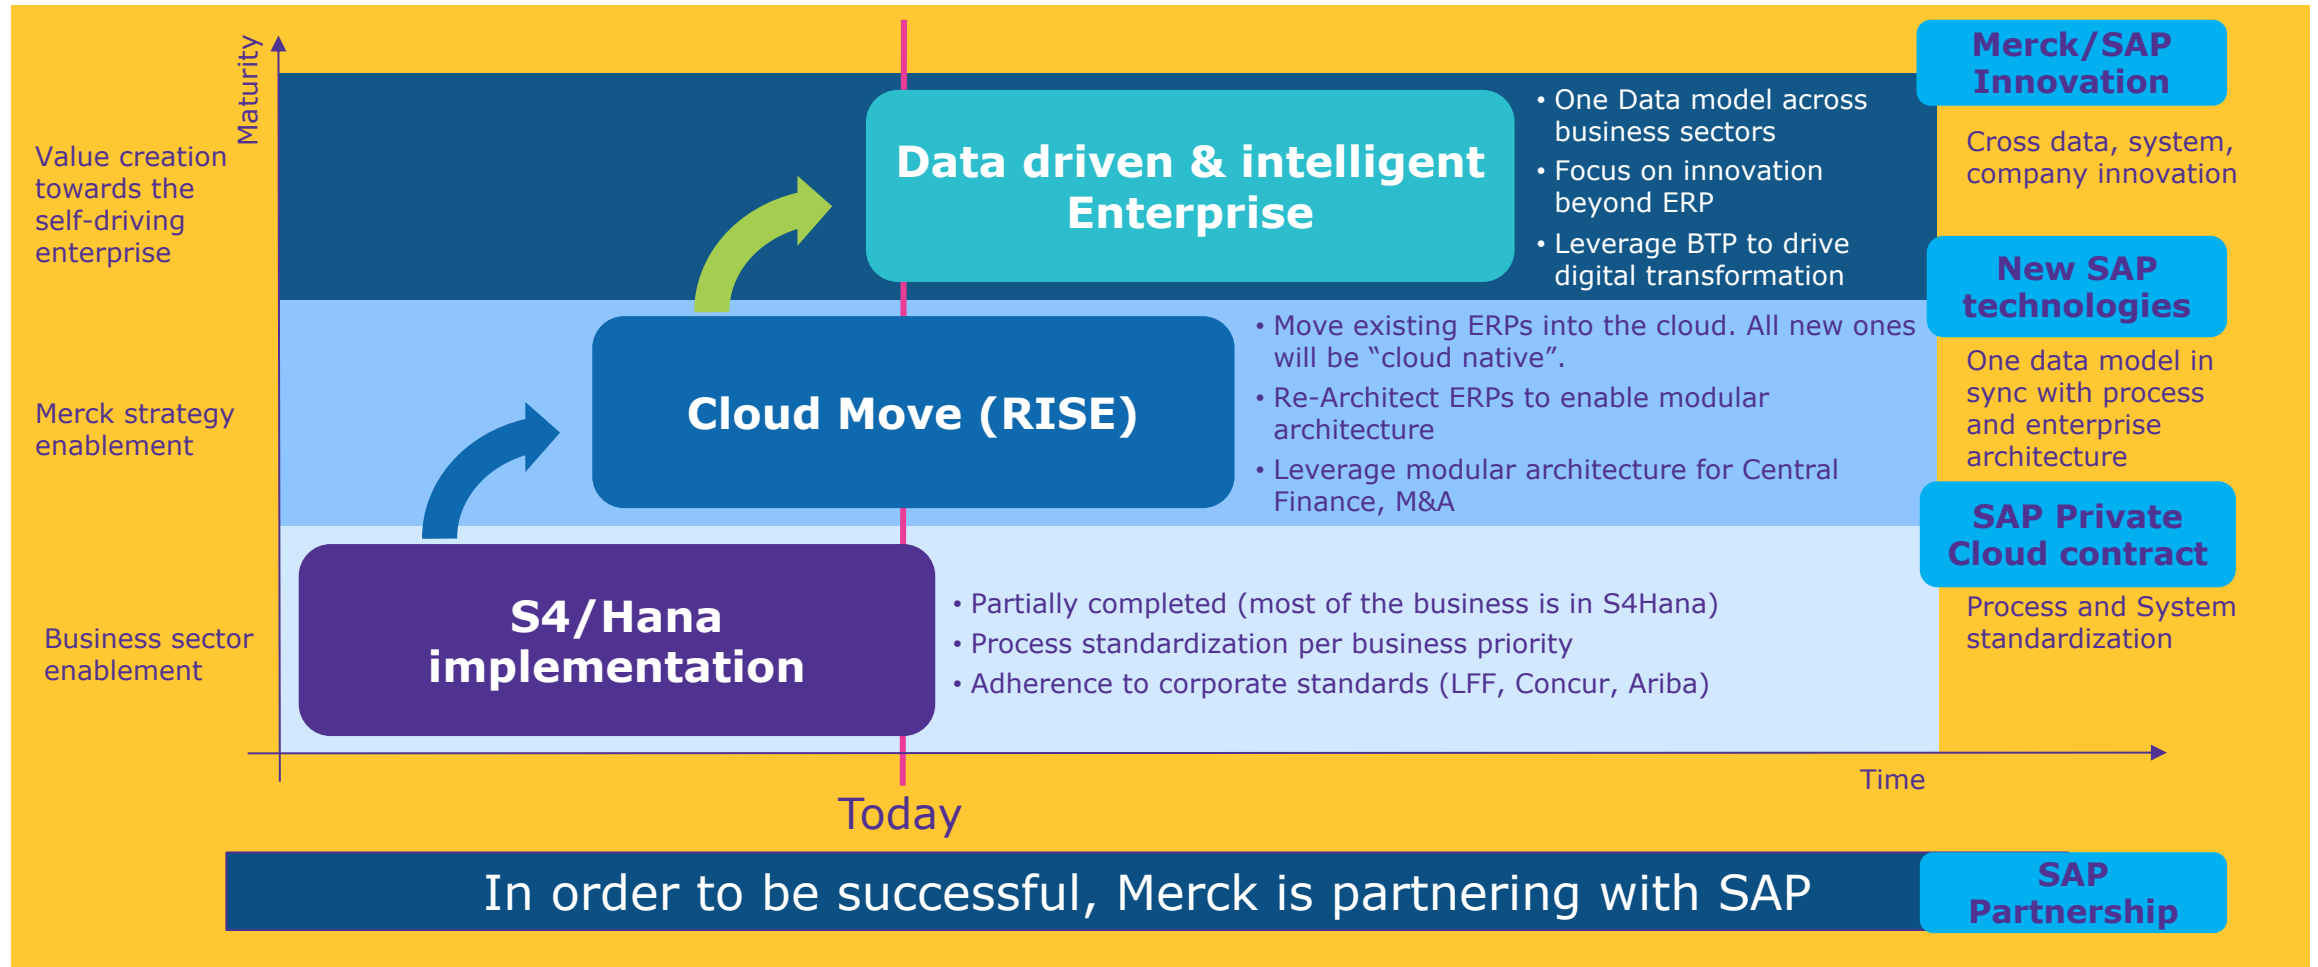 Maturity
Merck/SAP
Innovation
Value creation
towards the
self-driving
enterprise
Data driven & intelligent
Enterprise
• One Data model across
business sectors
• Focus on innovation
beyond ERP
• Leverage BTP to drive
digital transformation
Cross data, system,
company innovation
New SAP
technologies
Merck strategy
enablement
Cloud Move (RISE)
• Move existing ERPs into the cloud. All new ones
will be “cloud native”.
• Re-Architect ERPs to enable modular
architecture
• Leverage modular architecture for Central
Finance, M&A
One data model in
sync with process
and enterprise
architecture
SAP Private
Cloud contract
Business sector
enablement
S4/Hana
implementation
• Partially completed (most of the business is in S4Hana)
• Process standardization per business priority
• Adherence to corporate standards (LFF, Concur, Ariba)
Process and System
standardization
Time
Today
In order to be successful, Merck is partnering with SAP
SAP
Partnership